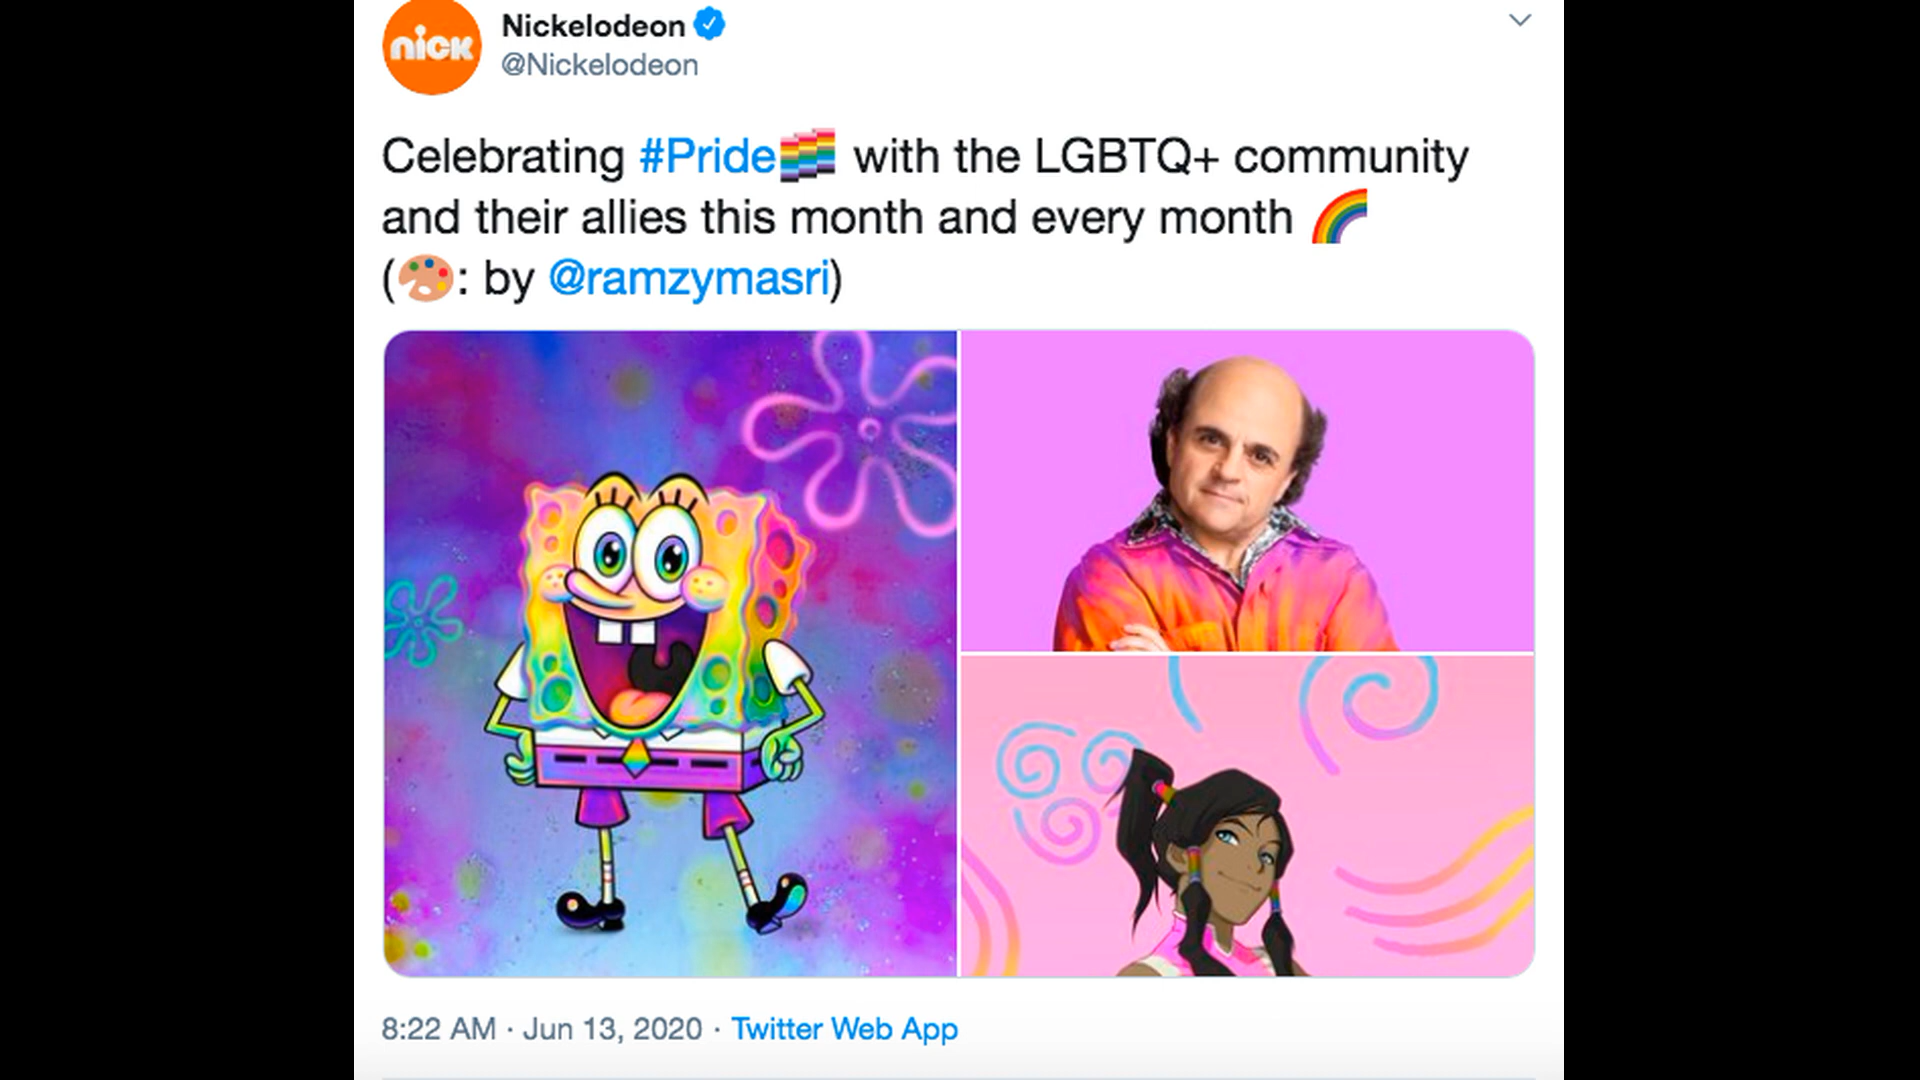 nick
Nickelodeon
@Nickelodeon
Celebrating #Pride with the LGBTQ+ community
and their allies this month and every month 🌈
(🎨: by @ramzymasri)
8:22 AM · Jun 13, 2020 · Twitter Web App